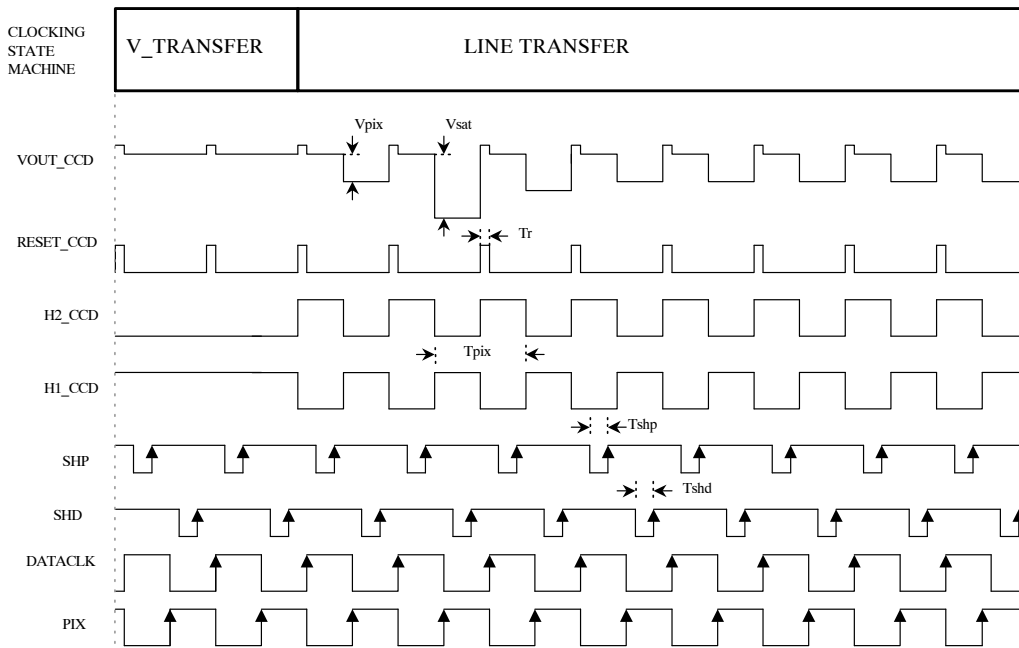 CLOCKING
STATE
MACHINE
V_TRANSFER
LINE TRANSFER
Vpix
Vsat
VOUT_CCD
RESET_CCD
Tr
H2_CCD
Tpix
H1_CCD
Tshp
SHP
Tshd
SHD
DATACLK
PIX